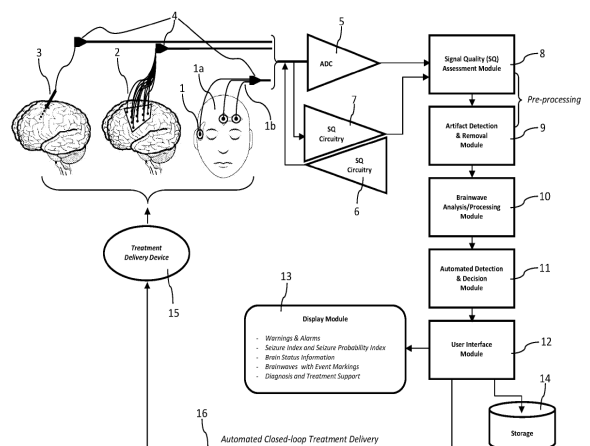 4
5
3
2
1a
1
1b
ADC
Signal Quality (SQ)
Assessment Module
8
Pre-processing
7
SQ
Circuitry
SQ
Circuitry
6
Artifact Detection
& Removal
Module
9
Brainwave
Analysis/Processing
Module
10
Treatment
Delivery Device
15
Automated Detection
& Decision
Module
11
13
Display Module
- Warnings & Alarms
- Seizure Index and Seizure Probability Index
- Brain Status Information
- Brainwaves with Event Markings
- Diagnosis and Treatment Support
User Interface
Module
12
14
Storage
16
Automated Closed-loop Treatment Delivery